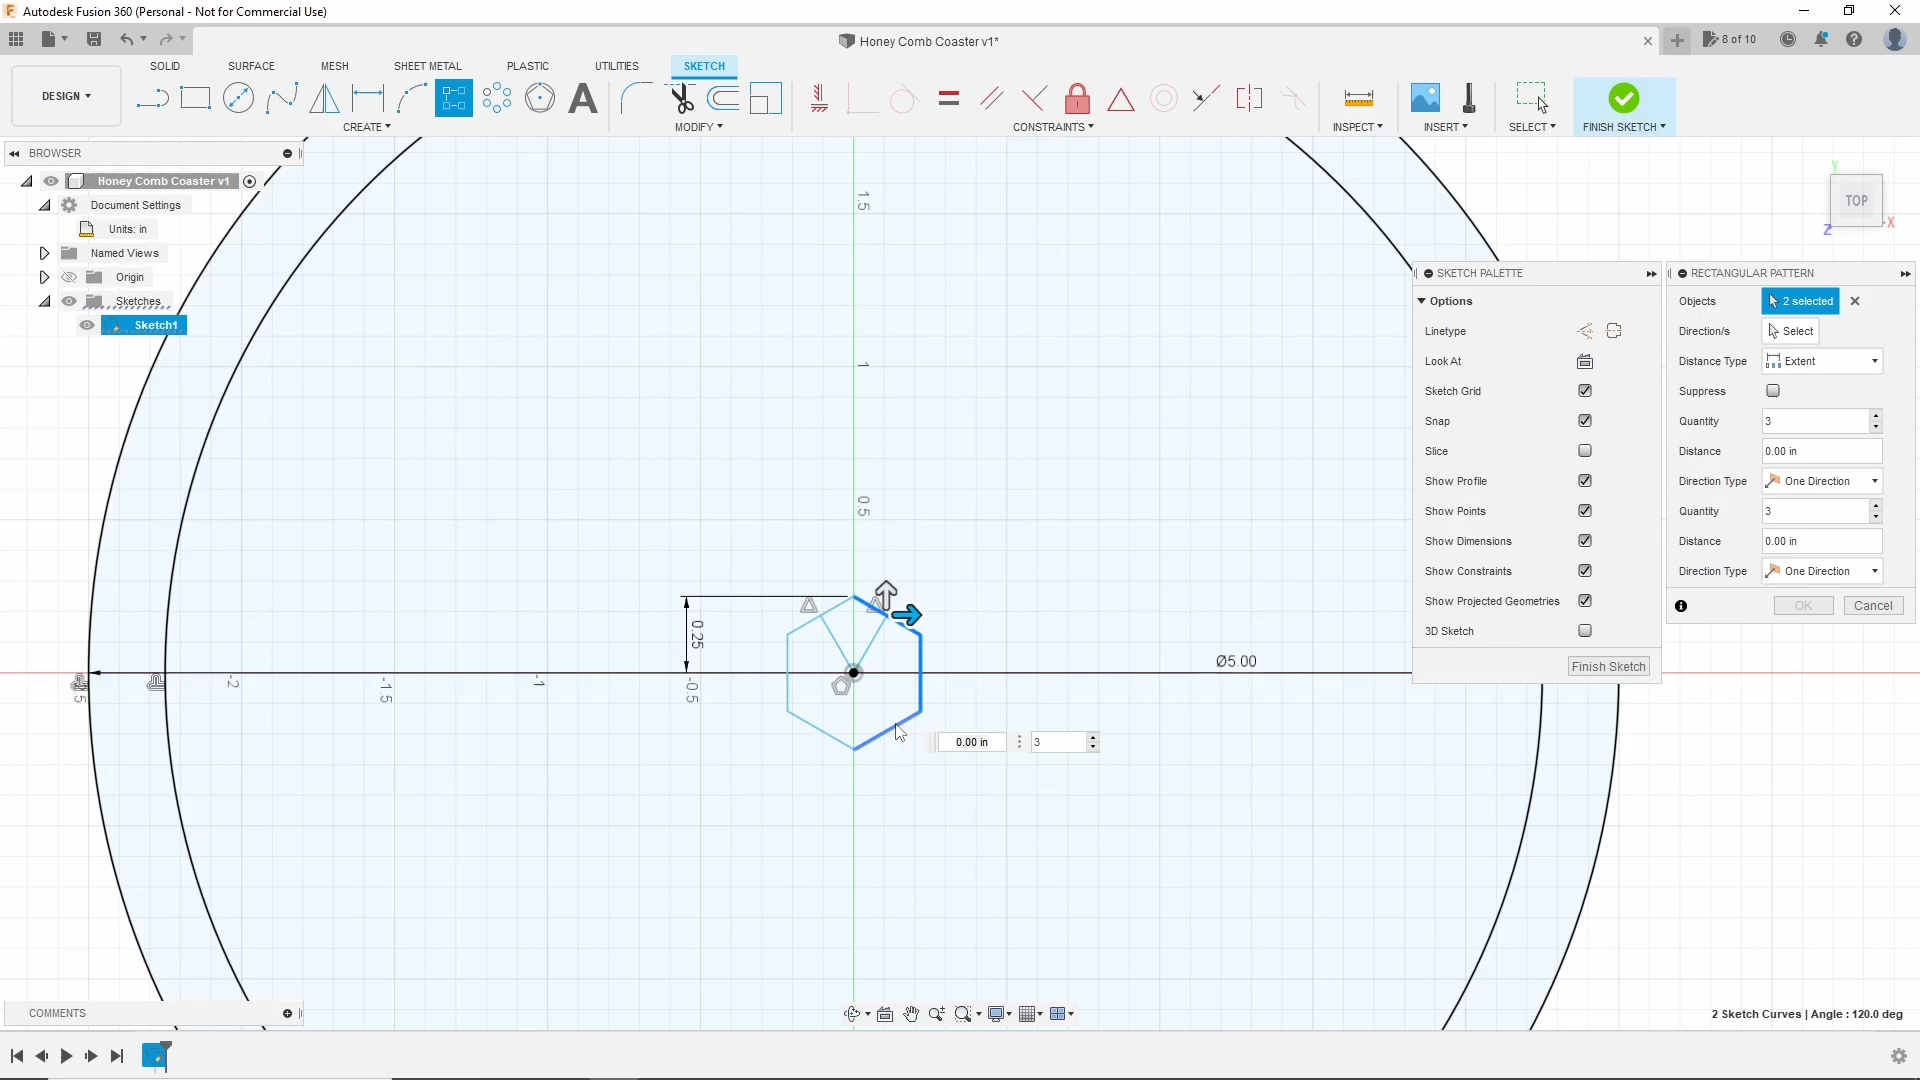 Autodesk Fusion 360 (Personal - Not for Commercial Use)
Honey Comb Coaster v1*
8 of 10
DESIGN
SOLID
SURFACE
MESH
SHEET METAL
PLASTIC
UTILITIES
SKETCH
CREATE
MODIFY
CONSTRAINTS
INSPECT
INSERT
SELECT
FINISH SKETCH
BROWSER
Honey Comb Coaster v1
Document Settings
Units: in
Named Views
Origin
Sketches
Sketch1
1.5
1
0.5
0.25
Ø5.00
2.5
-2
-1.5
-1
-0.5
0.00 in
3
TOP
Y
X
Z
SKETCH PALETTE
Options
Linetype
Look At
Sketch Grid
Snap
Slice
Show Profile
Show Points
Show Dimensions
Show Constraints
Show Projected Geometries
3D Sketch
Finish Sketch
RECTANGULAR PATTERN
Objects 2 selected
Direction/s Select
Distance Type Extent
Suppress
Quantity 3
Distance 0.00 in
Direction Type One Direction
Quantity 3
Distance 0.00 in
Direction Type One Direction
OK Cancel
COMMENTS
2 Sketch Curves | Angle : 120.0 deg